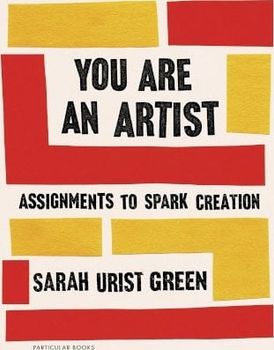 YOU ARE
AN ARTIST
ASSIGNMENTS TO SPARK CREATION
SARAH URIST GREEN
PARTICULAR BOOKS